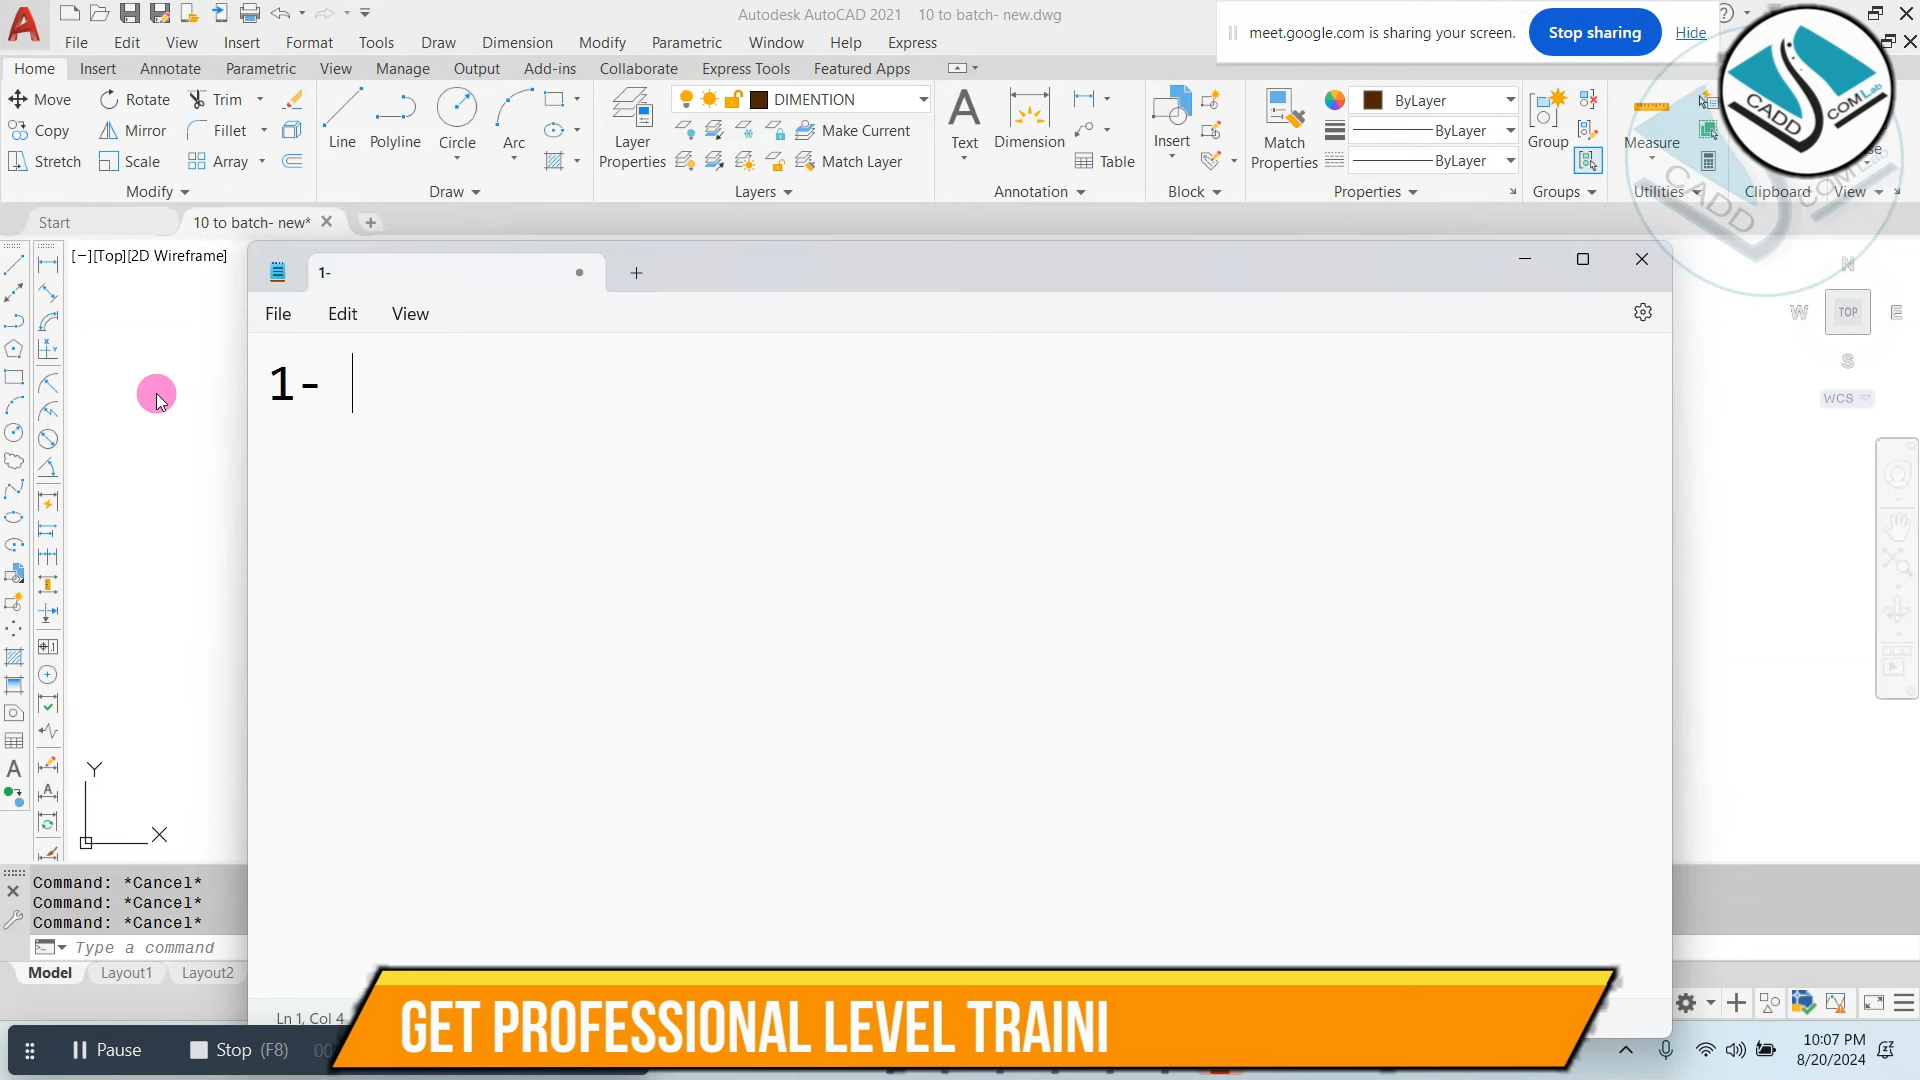 Autodesk AutoCAD 2021 10 to batch- new.dwg
meet.google.com is sharing your screen. Stop sharing Hide
File Edit View Insert Format Tools Draw Dimension Modify Parametric Window Help Express
Home Insert Annotate Parametric View Manage Output Add-ins Collaborate Express Tools Featured Apps
Move Rotate Trim
Copy Mirror Fillet
Stretch Scale Array
Modify
Line Polyline Circle Arc
Draw
Layer Properties
DIMENTION
Make Current
Match Layer
Layers
Text Dimension Table
Annotation
Insert
Block
Match Properties
ByLayer
ByLayer
ByLayer
Properties
Group
Groups
Measure
Utilities
Clipboard
View
CADD
COM Lab
CADD
COM Lab
Start 10 to batch- new*
[−][Top][2D Wireframe]
1-
File Edit View
1-
N
W TOP E
S
WCS
Y
X
Command: *Cancel*
Command: *Cancel*
Command: *Cancel*
Type a command
Model Layout1 Layout2
Ln 1, Col 4
GET PROFESSIONAL LEVEL TRAINI
Pause Stop (F8)
10:07 PM
8/20/2024